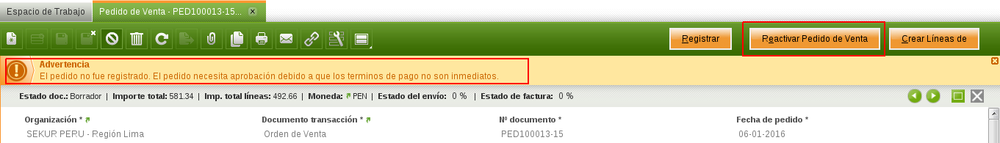 Espacio de Trabajo Pedido de Venta - PED100013-15...
Registrar Reactivar Pedido de Venta Crear Líneas de
Advertencia
El pedido no fue registrado. El pedido necesita aprobación debido a que los terminos de pago no son inmediatos.
Estado doc.: Borrador | Importe total: 581.34 | Imp. total líneas: 492.66 | Moneda: PEN | Estado del envío: 0 % | Estado de factura: 0 %
Organización * Documento transacción * Nº documento * Fecha de pedido *
SEKUR PERU - Región Lima Orden de Venta PED100013-15 06-01-2016